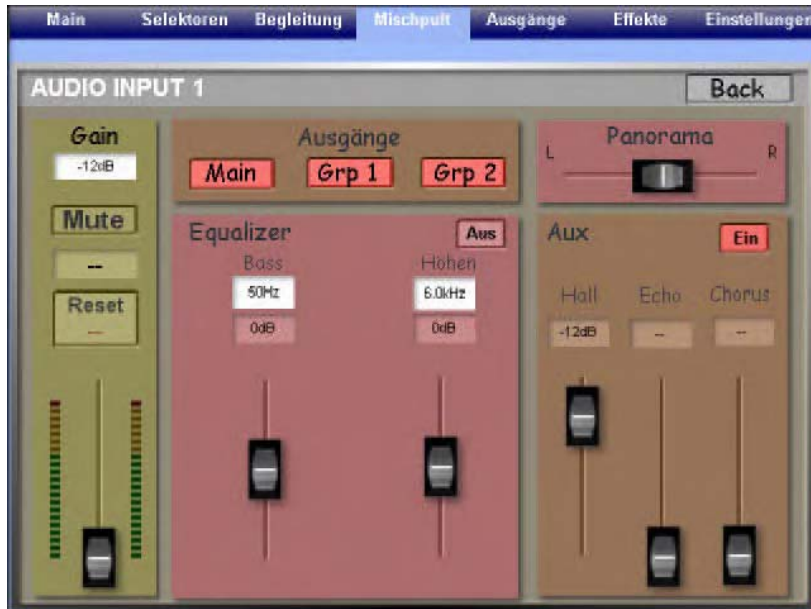 Main Selektoren Begleitung Mischpult Ausgänge Effekte Einstellungen
AUDIO INPUT 1 Back
Gain
-12dB
Mute
--
Reset
--
Ausgänge
Main Grp 1 Grp 2
Panorama
L R
Equalizer Aus
Bass Höhen
50Hz 6.0kHz
0dB 0dB
Aux Ein
Hall Echo Chorus
-12dB -- --